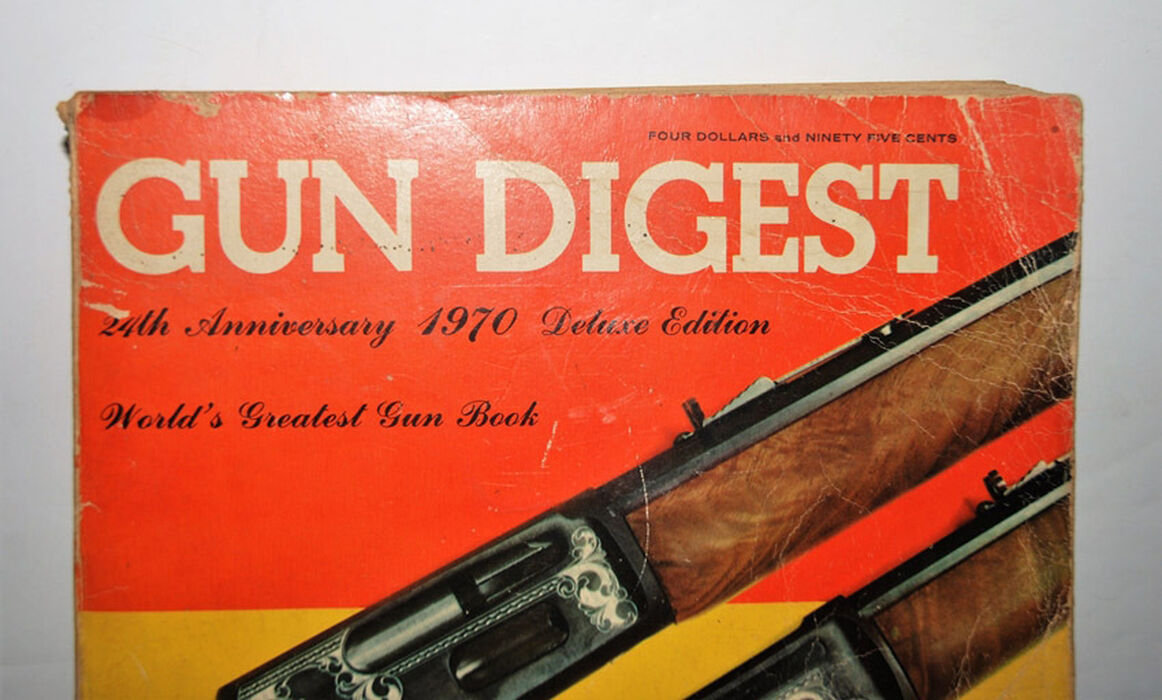 FOUR DOLLARS and NINETY FIVE CENTS
GUN DIGEST
24th Anniversary 1970 Deluxe Edition
World's Greatest Gun Book